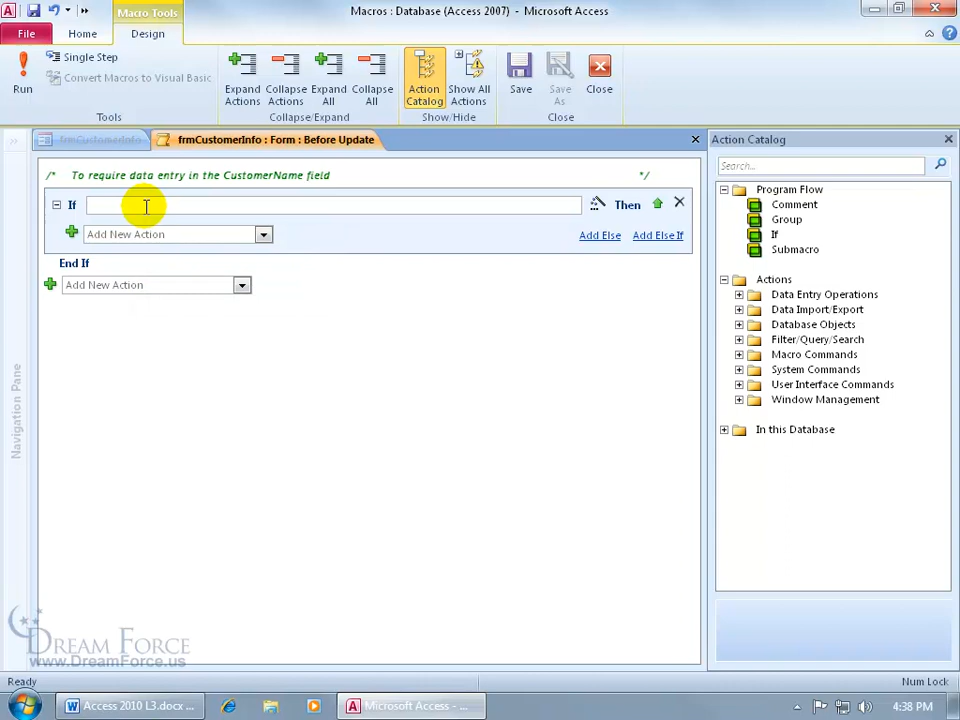 Macro Tools
Macros : Database (Access 2007) - Microsoft Access
File
Home
Design
Run
Single Step
Convert Macros to Visual Basic
Tools
Expand Actions
Collapse Actions
Expand All
Collapse All
Collapse/Expand
Action Catalog
Show All Actions
Show/Hide
Save
Save As
Close
Close
frmCustomerInfo
frmCustomerInfo : Form : Before Update
/* To require data entry in the CustomerName field */
If
Then
Add New Action
Add Else
Add Else If
End If
Add New Action
Navigation Pane
Action Catalog
Search...
Program Flow
Comment
Group
If
Submacro
Actions
Data Entry Operations
Data Import/Export
Database Objects
Filter/Query/Search
Macro Commands
System Commands
User Interface Commands
Window Management
In this Database
DREAM FORCE
www.DreamForce.us
Ready
Num Lock
Access 2010 L3.docx ...
Microsoft Access - ...
4:38 PM